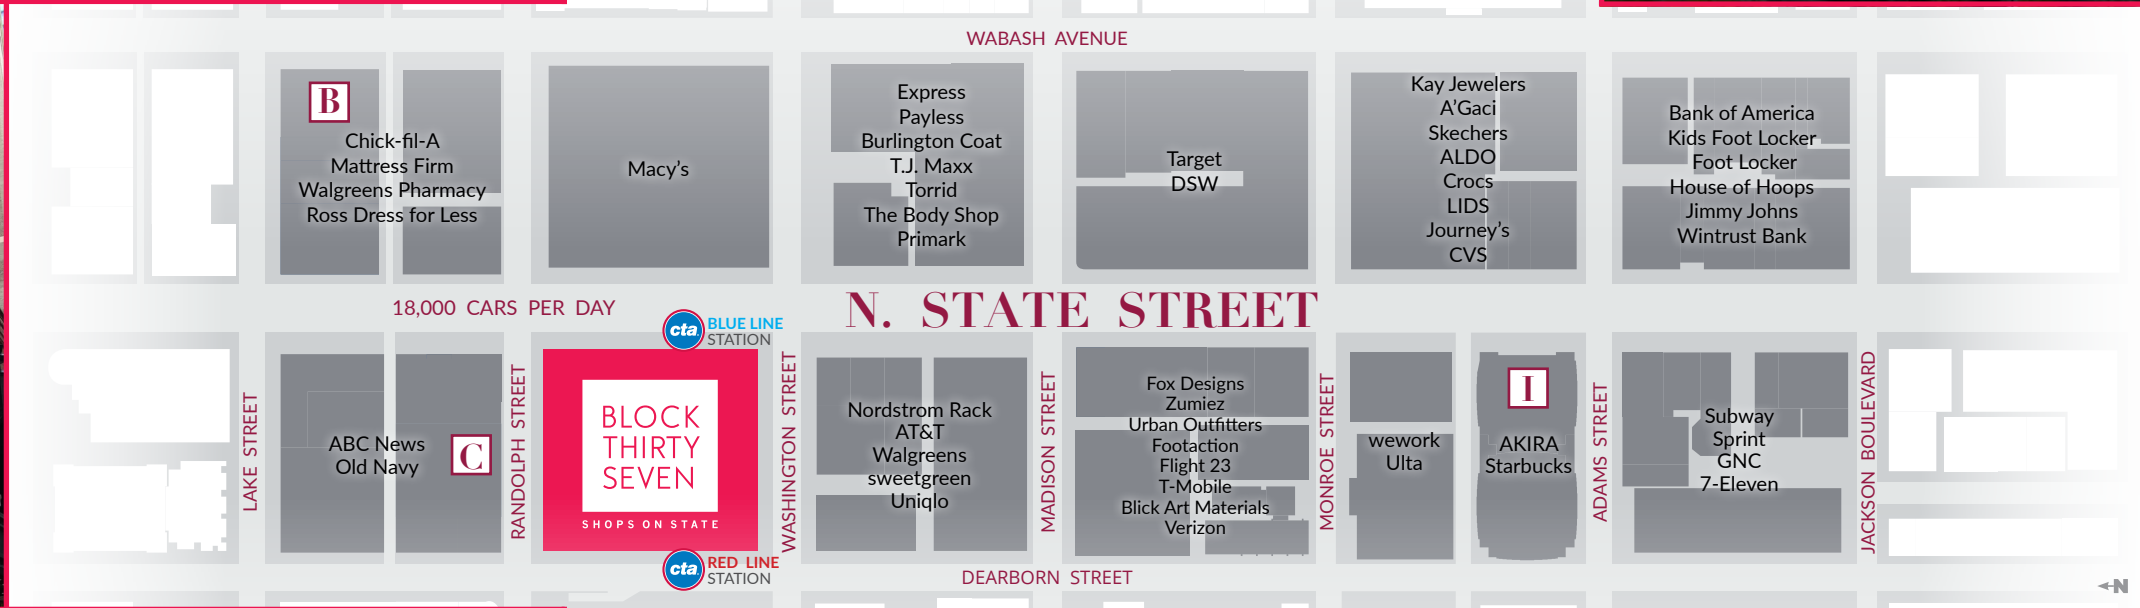 WABASH AVENUE
B
Chick-fil-A
Mattress Firm
Walgreens Pharmacy
Ross Dress for Less
Macy's
Express
Payless
Burlington Coat
T.J. Maxx
Torrid
The Body Shop
Primark
Target
DSW
Kay Jewelers
A'Gaci
Skechers
ALDO
Crocs
LIDS
Journey's
CVS
Bank of America
Kids Foot Locker
Foot Locker
House of Hoops
Jimmy Johns
Wintrust Bank
18,000 CARS PER DAY
cta
BLUE LINE
STATION
N. STATE STREET
LAKE STREET
ABC News
Old Navy
C
RANDOLPH STREET
BLOCK
THIRTY
SEVEN
SHOPS ON STATE
WASHINGTON STREET
Nordstrom Rack
AT&T
Walgreens
sweetgreen
Uniqlo
MADISON STREET
Fox Designs
Zumiez
Urban Outfitters
Footaction
Flight 23
T-Mobile
Blick Art Materials
Verizon
MONROE STREET
wework
Ulta
I
AKIRA
Starbucks
ADAMS STREET
Subway
Sprint
GNC
7-Eleven
JACKSON BOULEVARD
cta
RED LINE
STATION
DEARBORN STREET
N